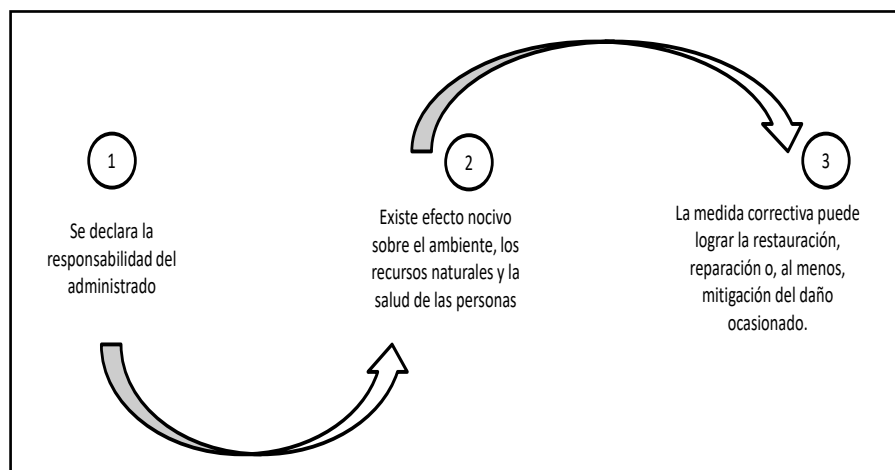 1
Se declara la
responsabilidad del
administrado
2
Existe efecto nocivo
sobre el ambiente, los
recursos naturales y la
salud de las personas
3
La medida correctiva puede
lograr la restauración,
reparación o, al menos,
mitigación del daño
ocasionado.